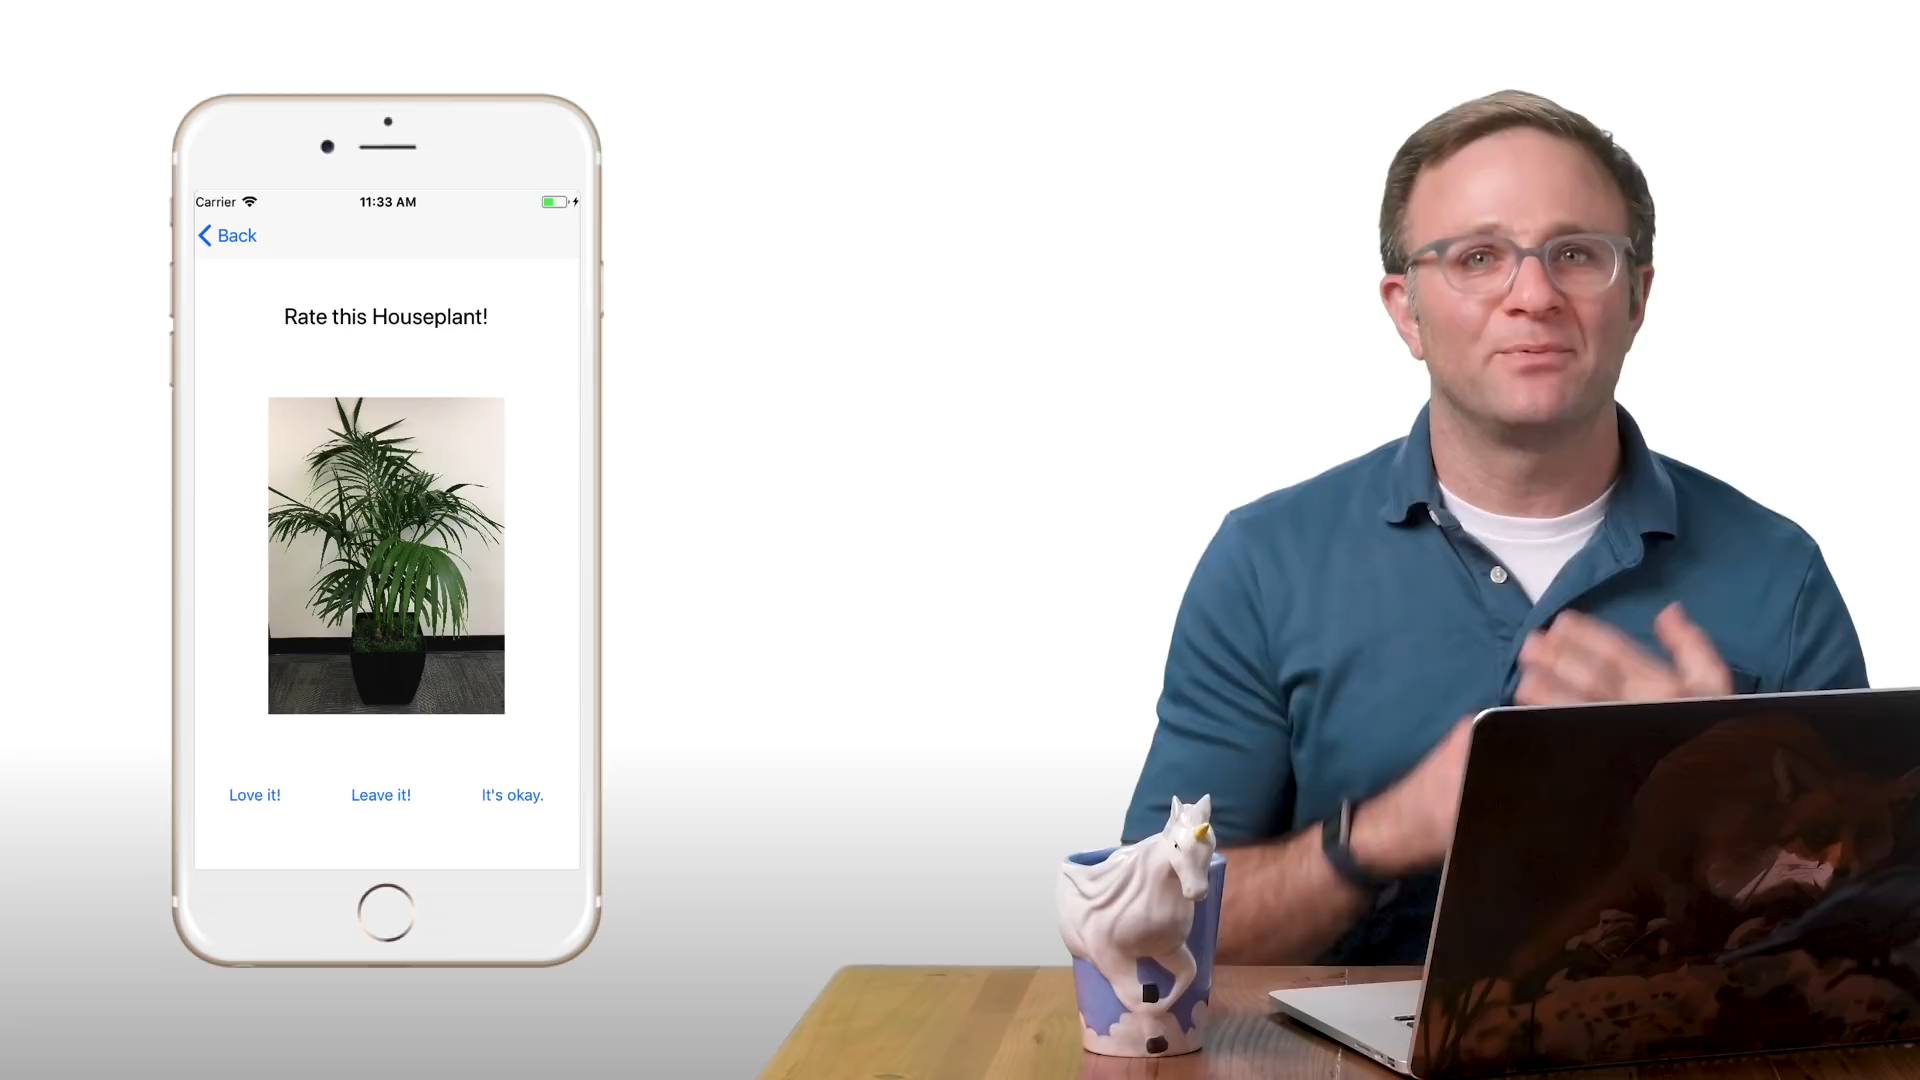 Carrier
11:33 AM
Back
Rate this Houseplant!
Love it! Leave it! It's okay.